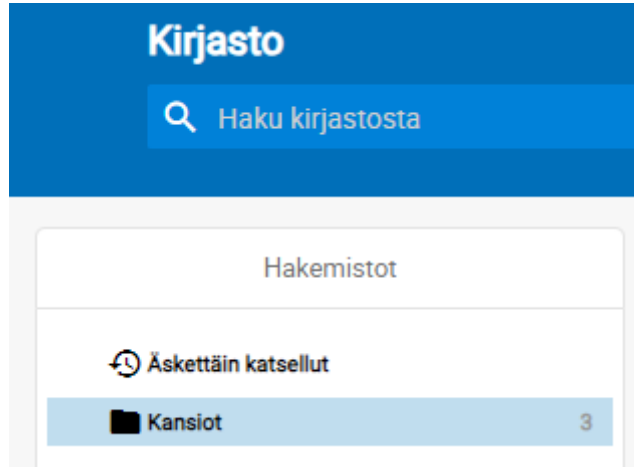 Kirjasto
Haku kirjastosta
Hakemistot
Äskettäin katsellut
Kansiot 3